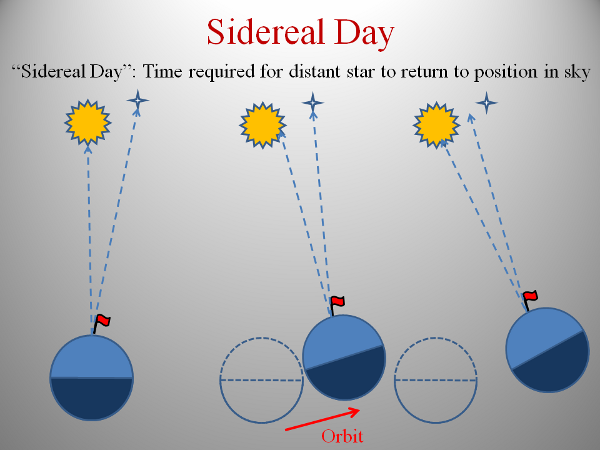 Sidereal Day
“Sidereal Day”: Time required for distant star to return to position in sky
Orbit